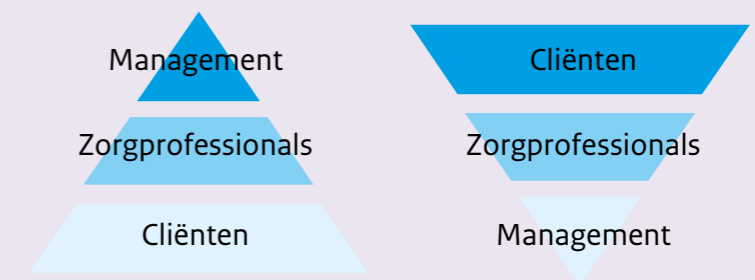 Management
Zorgprofessionals
Cliënten
Cliënten
Zorgprofessionals
Management